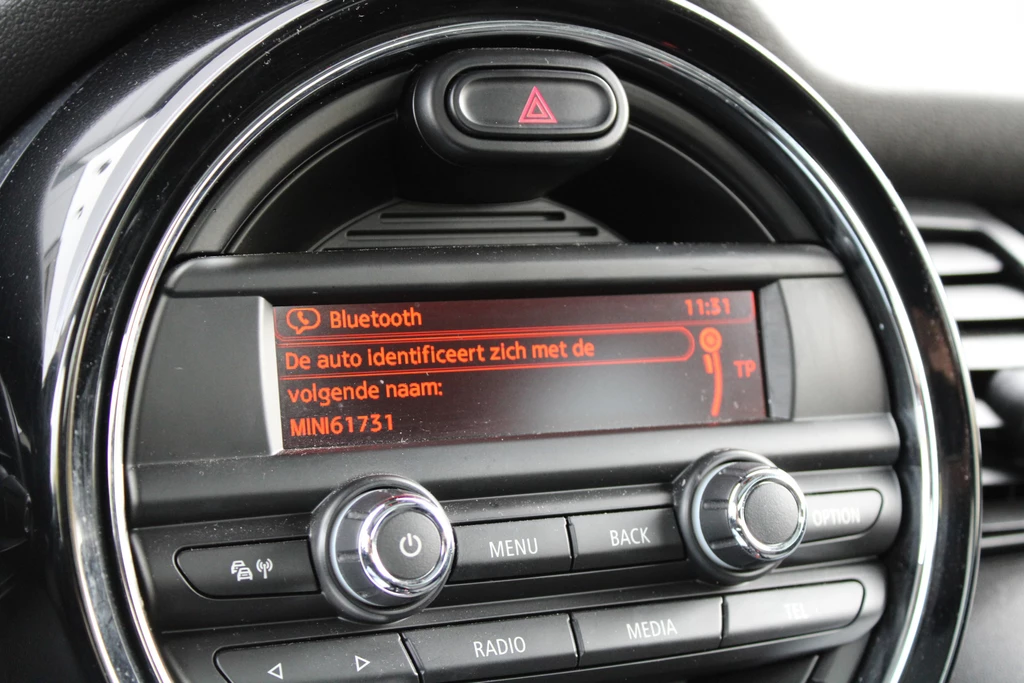 Bluetooth 11:31
De auto identificeert zich met de
TP
volgende naam:
MINI61731
MENU BACK OPTION
RADIO MEDIA TEL